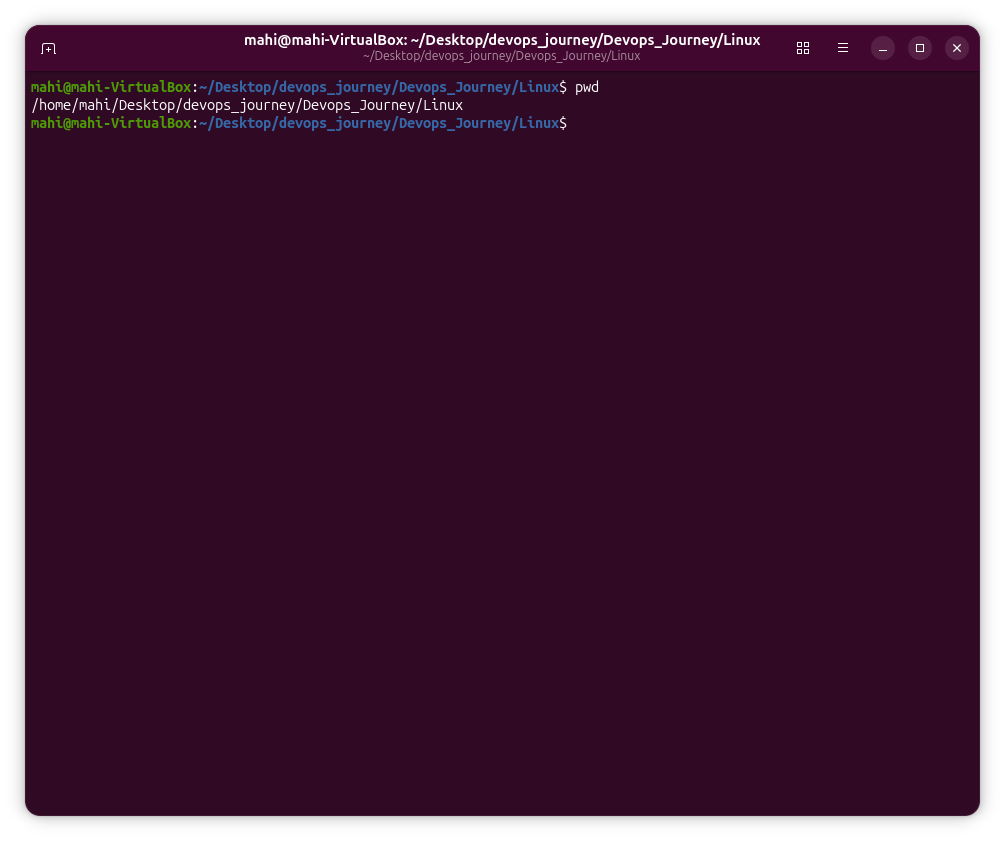 mahi@mahi-VirtualBox: ~/Desktop/devops_journey/Devops_Journey/Linux
~/Desktop/devops_journey/Devops_Journey/Linux
mahi@mahi-VirtualBox:~/Desktop/devops_journey/Devops_Journey/Linux$ pwd
/home/mahi/Desktop/devops_journey/Devops_Journey/Linux
mahi@mahi-VirtualBox:~/Desktop/devops_journey/Devops_Journey/Linux$